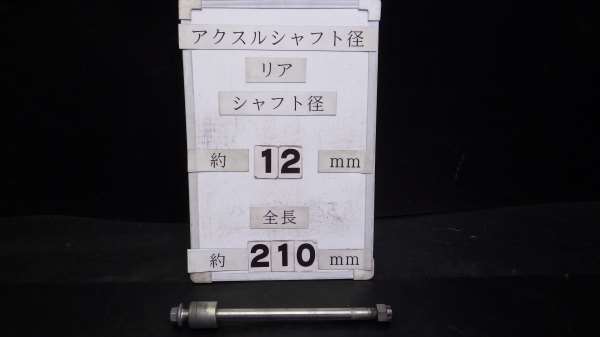 アクスルシャフト径
リア
シャフト径
約 12 mm
全長
約 210 mm